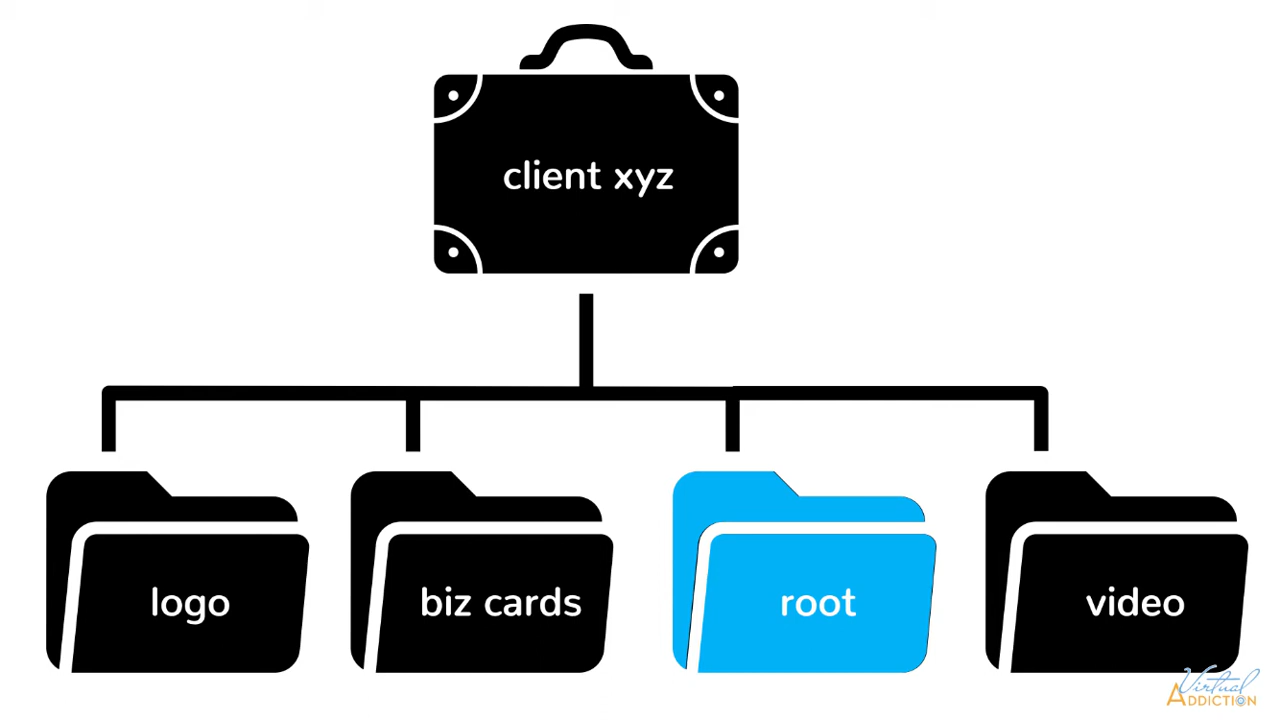 client xyz
logo
biz cards
root
video
Virtual
ADDICTION